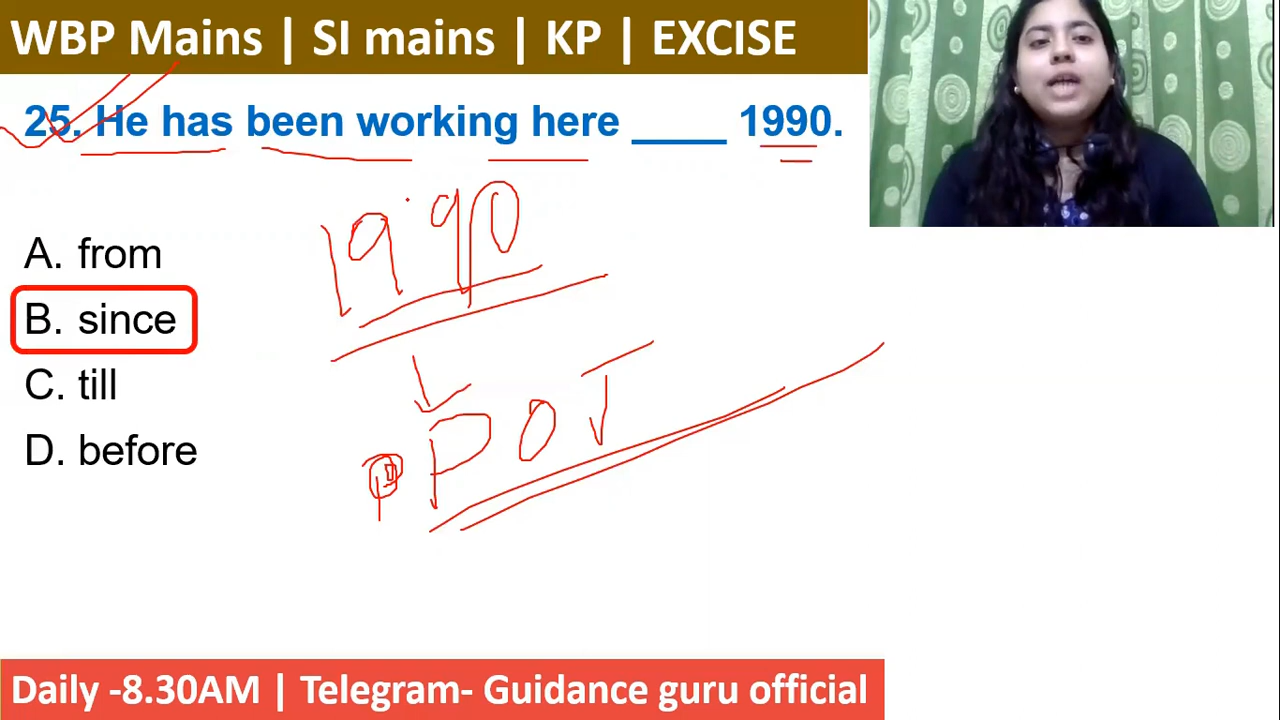 WBP Mains | SI mains | KP | EXCISE
25. He has been working here ____ 1990.
1990
A. from
B. since
C. till
POT
D. before
Daily -8.30AM | Telegram- Guidance guru official